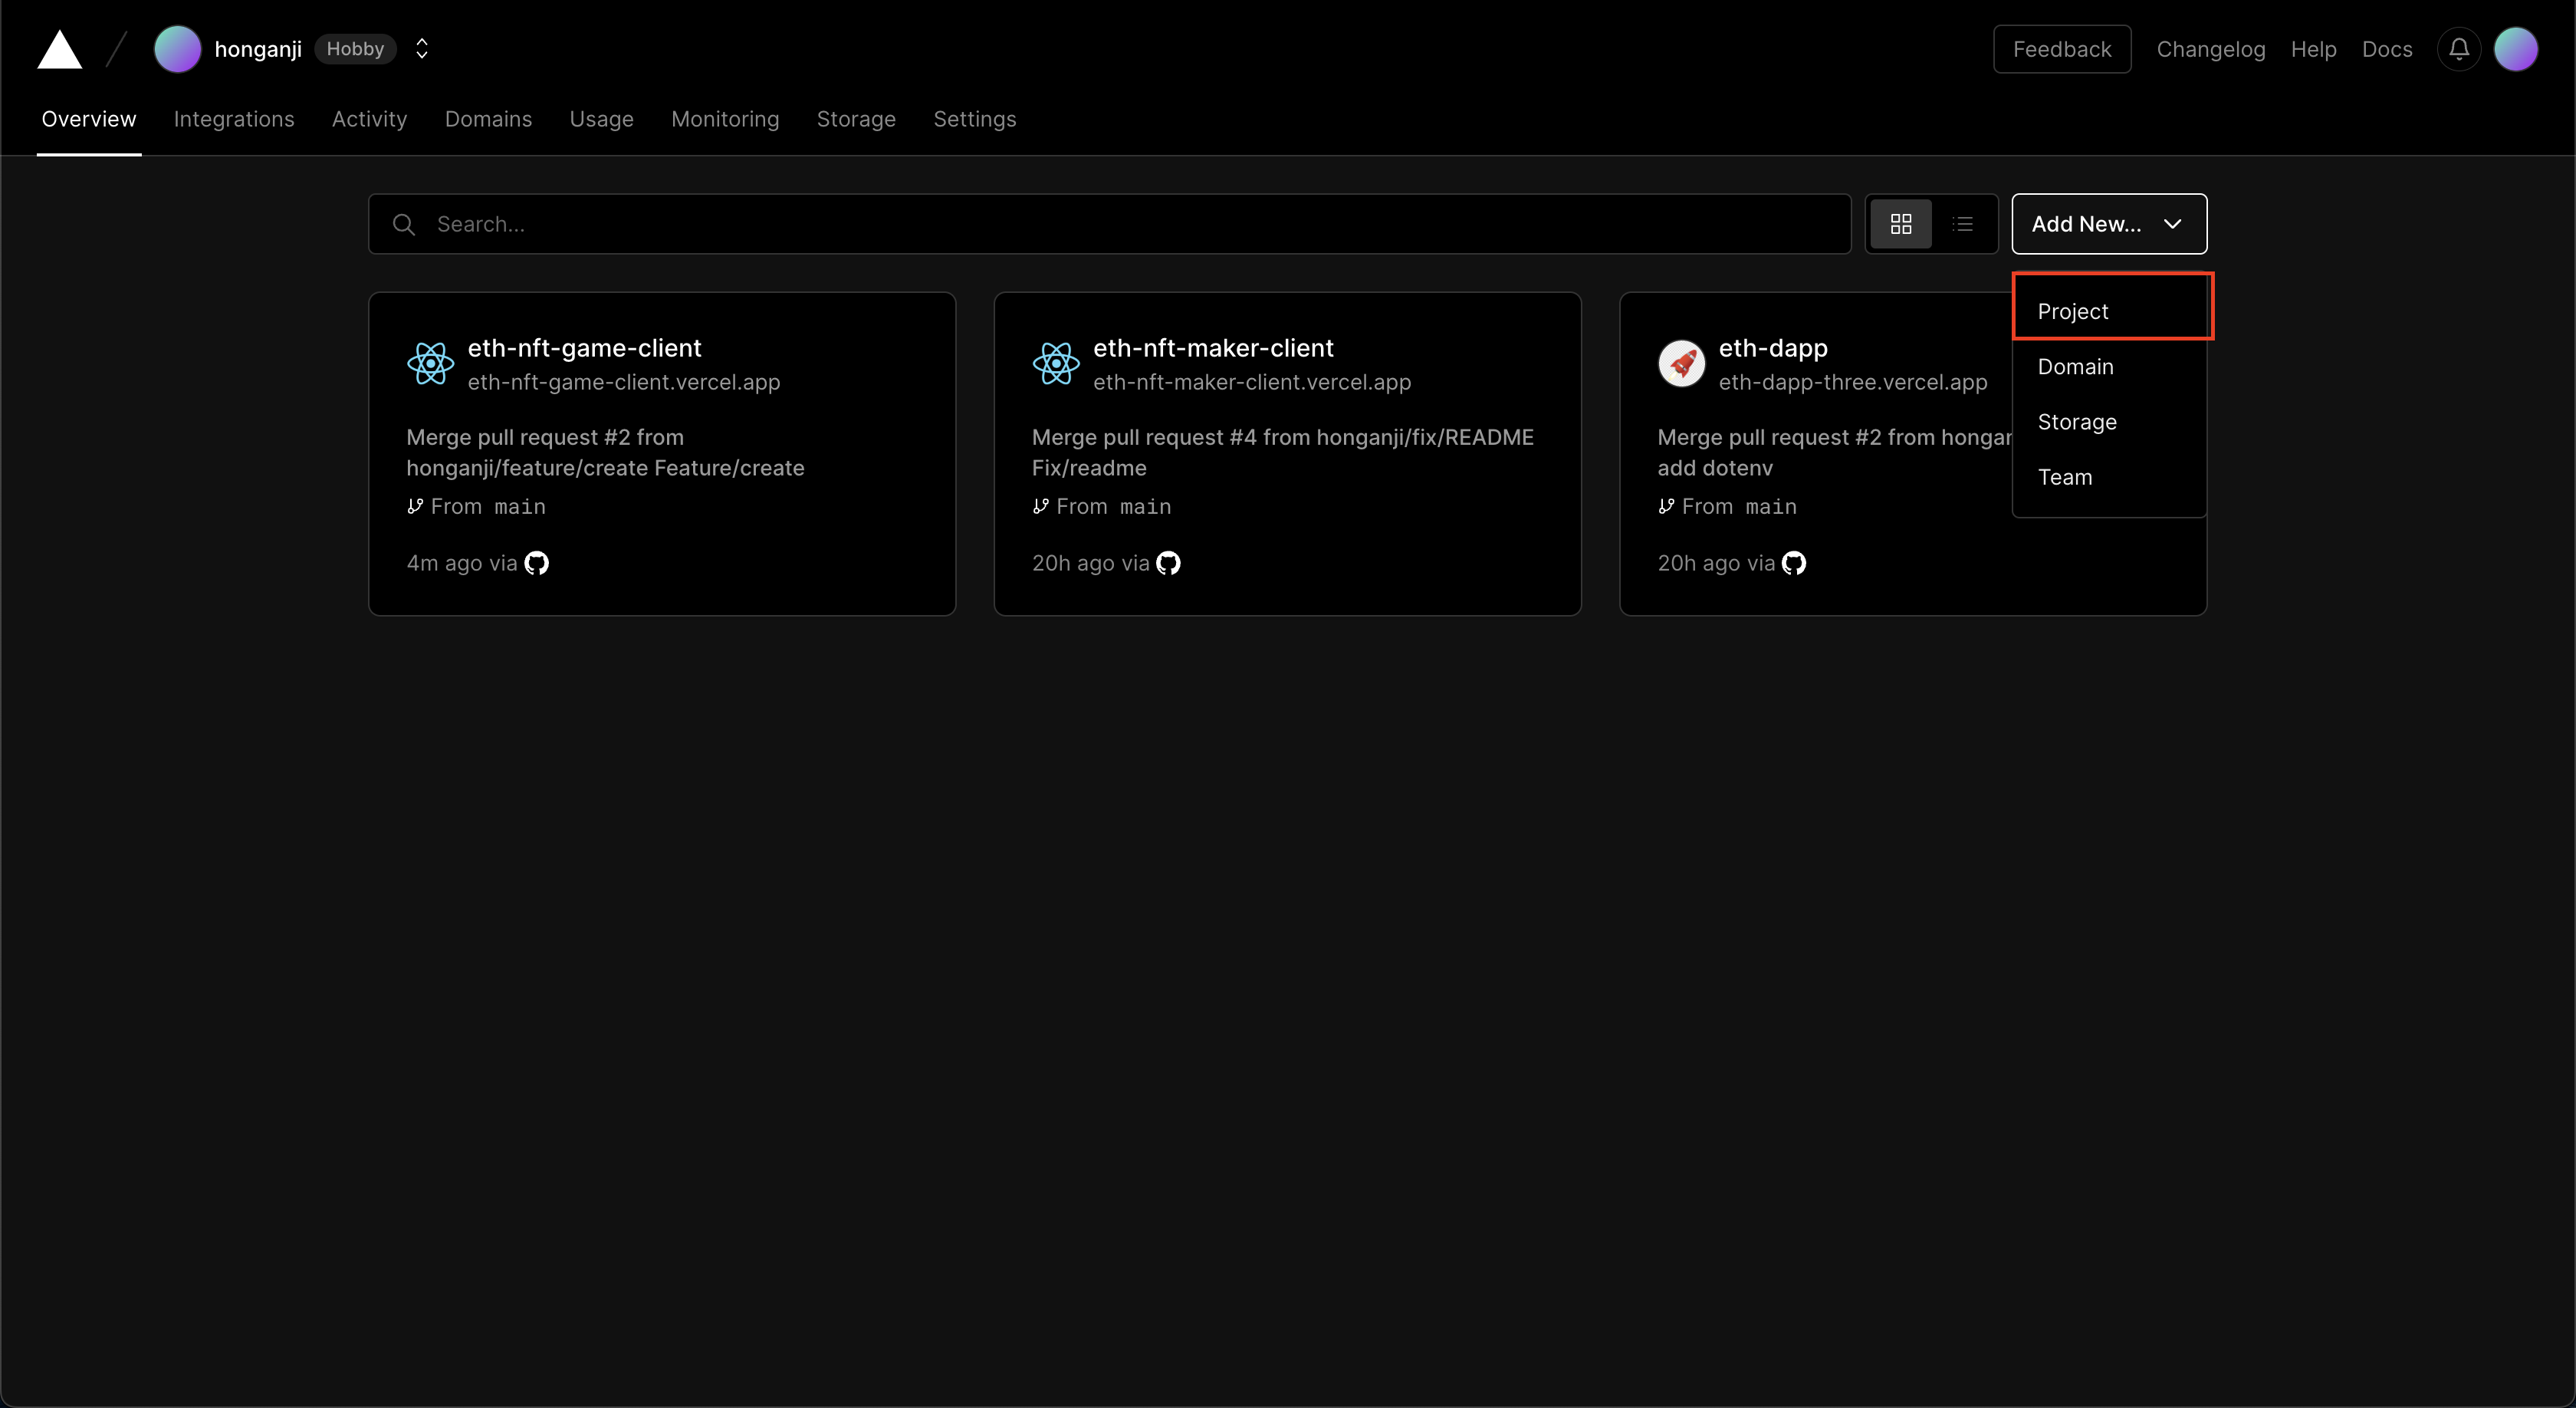 honganji Hobby
Feedback Changelog Help Docs
Overview Integrations Activity Domains Usage Monitoring Storage Settings
Search...
Add New...
Project
Domain
Storage
Team
eth-nft-game-client
eth-nft-game-client.vercel.app
Merge pull request #2 from
honganji/feature/create Feature/create
From main
4m ago via
eth-nft-maker-client
eth-nft-maker-client.vercel.app
Merge pull request #4 from honganji/fix/README
Fix/readme
From main
20h ago via
eth-dapp
eth-dapp-three.vercel.app
Merge pull request #2 from
add dotenv
From main
20h ago via